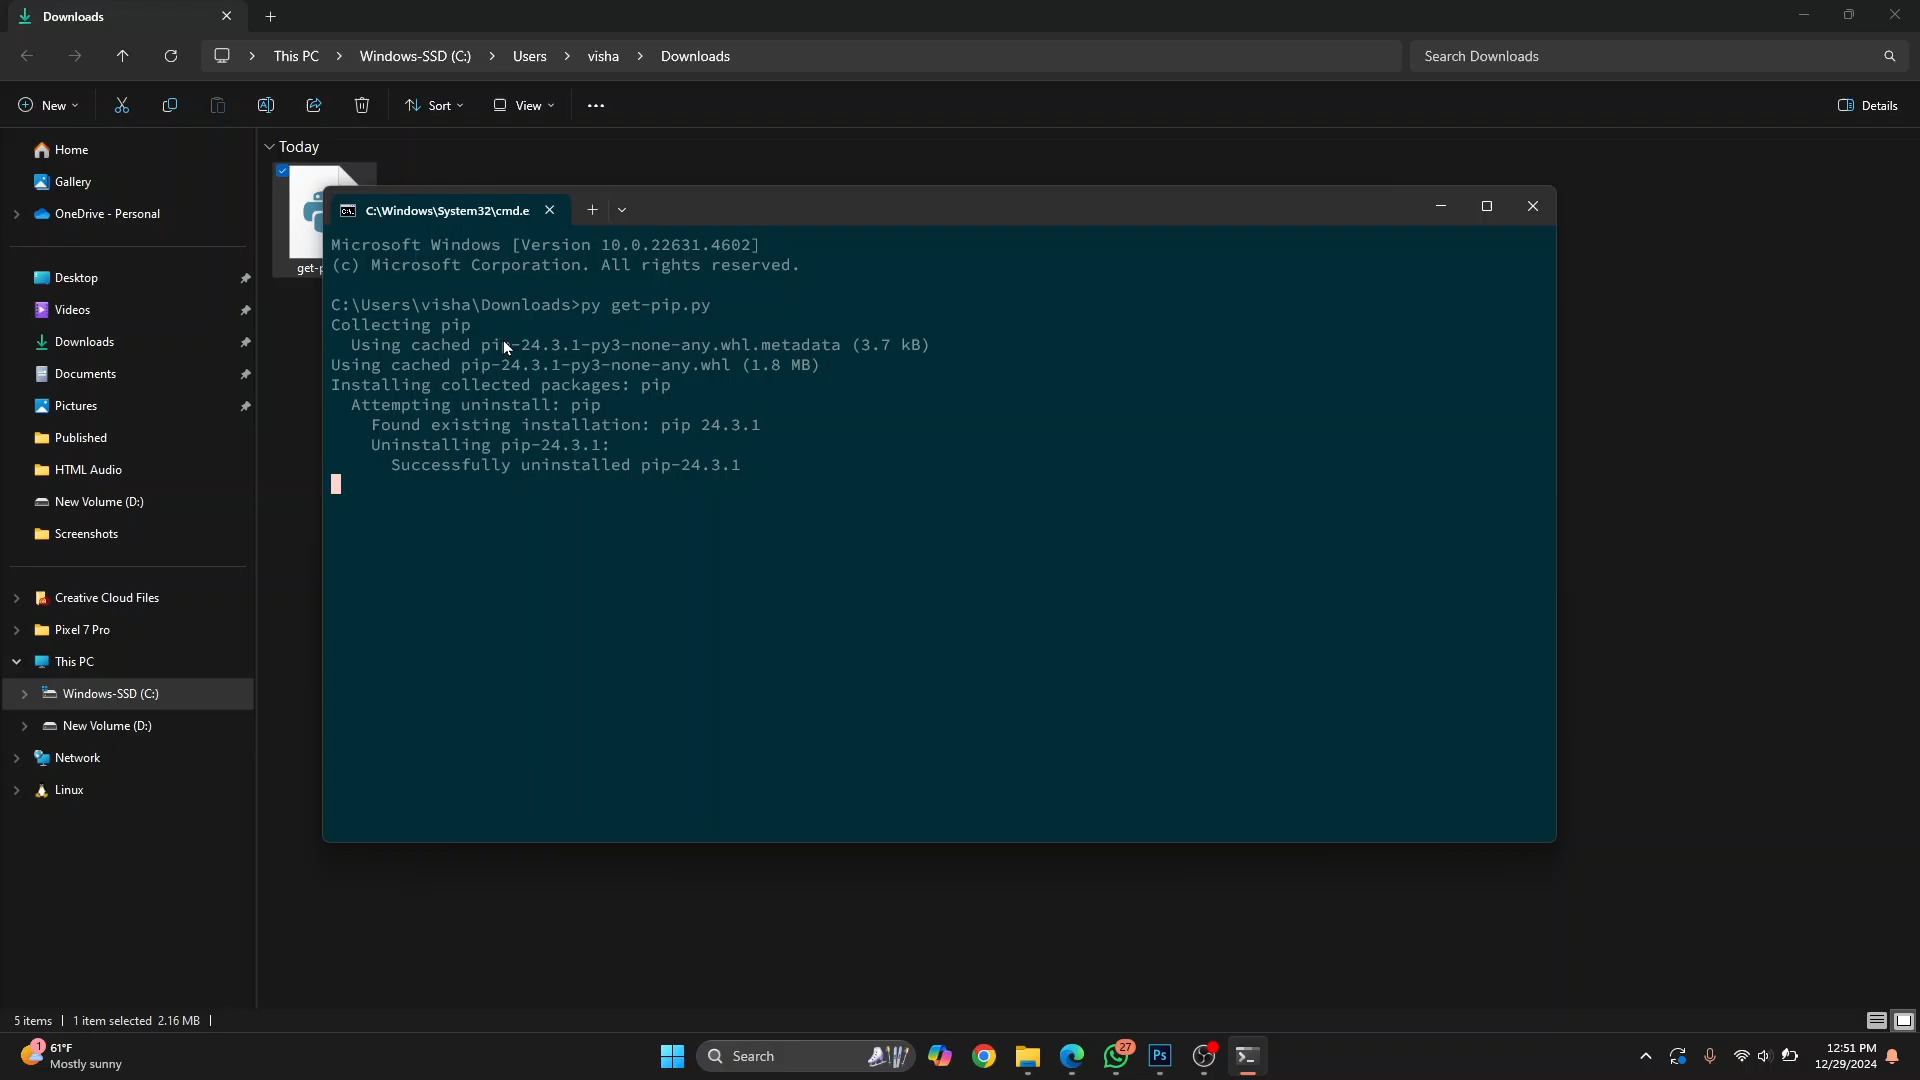 Downloads
This PC > Windows-SSD (C:) > Users > visha > Downloads
Search Downloads
New
Sort
View
Details
Home
Gallery
OneDrive - Personal
Desktop
Videos
Downloads
Documents
Pictures
Published
HTML Audio
New Volume (D:)
Screenshots
Creative Cloud Files
Pixel 7 Pro
This PC
Windows-SSD (C:)
New Volume (D:)
Network
Linux
Today
get-p
C:\Windows\System32\cmd.e
Microsoft Windows [Version 10.0.22631.4602]
(c) Microsoft Corporation. All rights reserved.
C:\Users\visha\Downloads>py get-pip.py
Collecting pip
Using cached pip-24.3.1-py3-none-any.whl.metadata (3.7 kB)
Using cached pip-24.3.1-py3-none-any.whl (1.8 MB)
Installing collected packages: pip
Attempting uninstall: pip
Found existing installation: pip 24.3.1
Uninstalling pip-24.3.1:
Successfully uninstalled pip-24.3.1
5 items | 1 item selected 2.16 MB |
1
61°F
Mostly sunny
Search
27
Ps
12:51 PM
12/29/2024